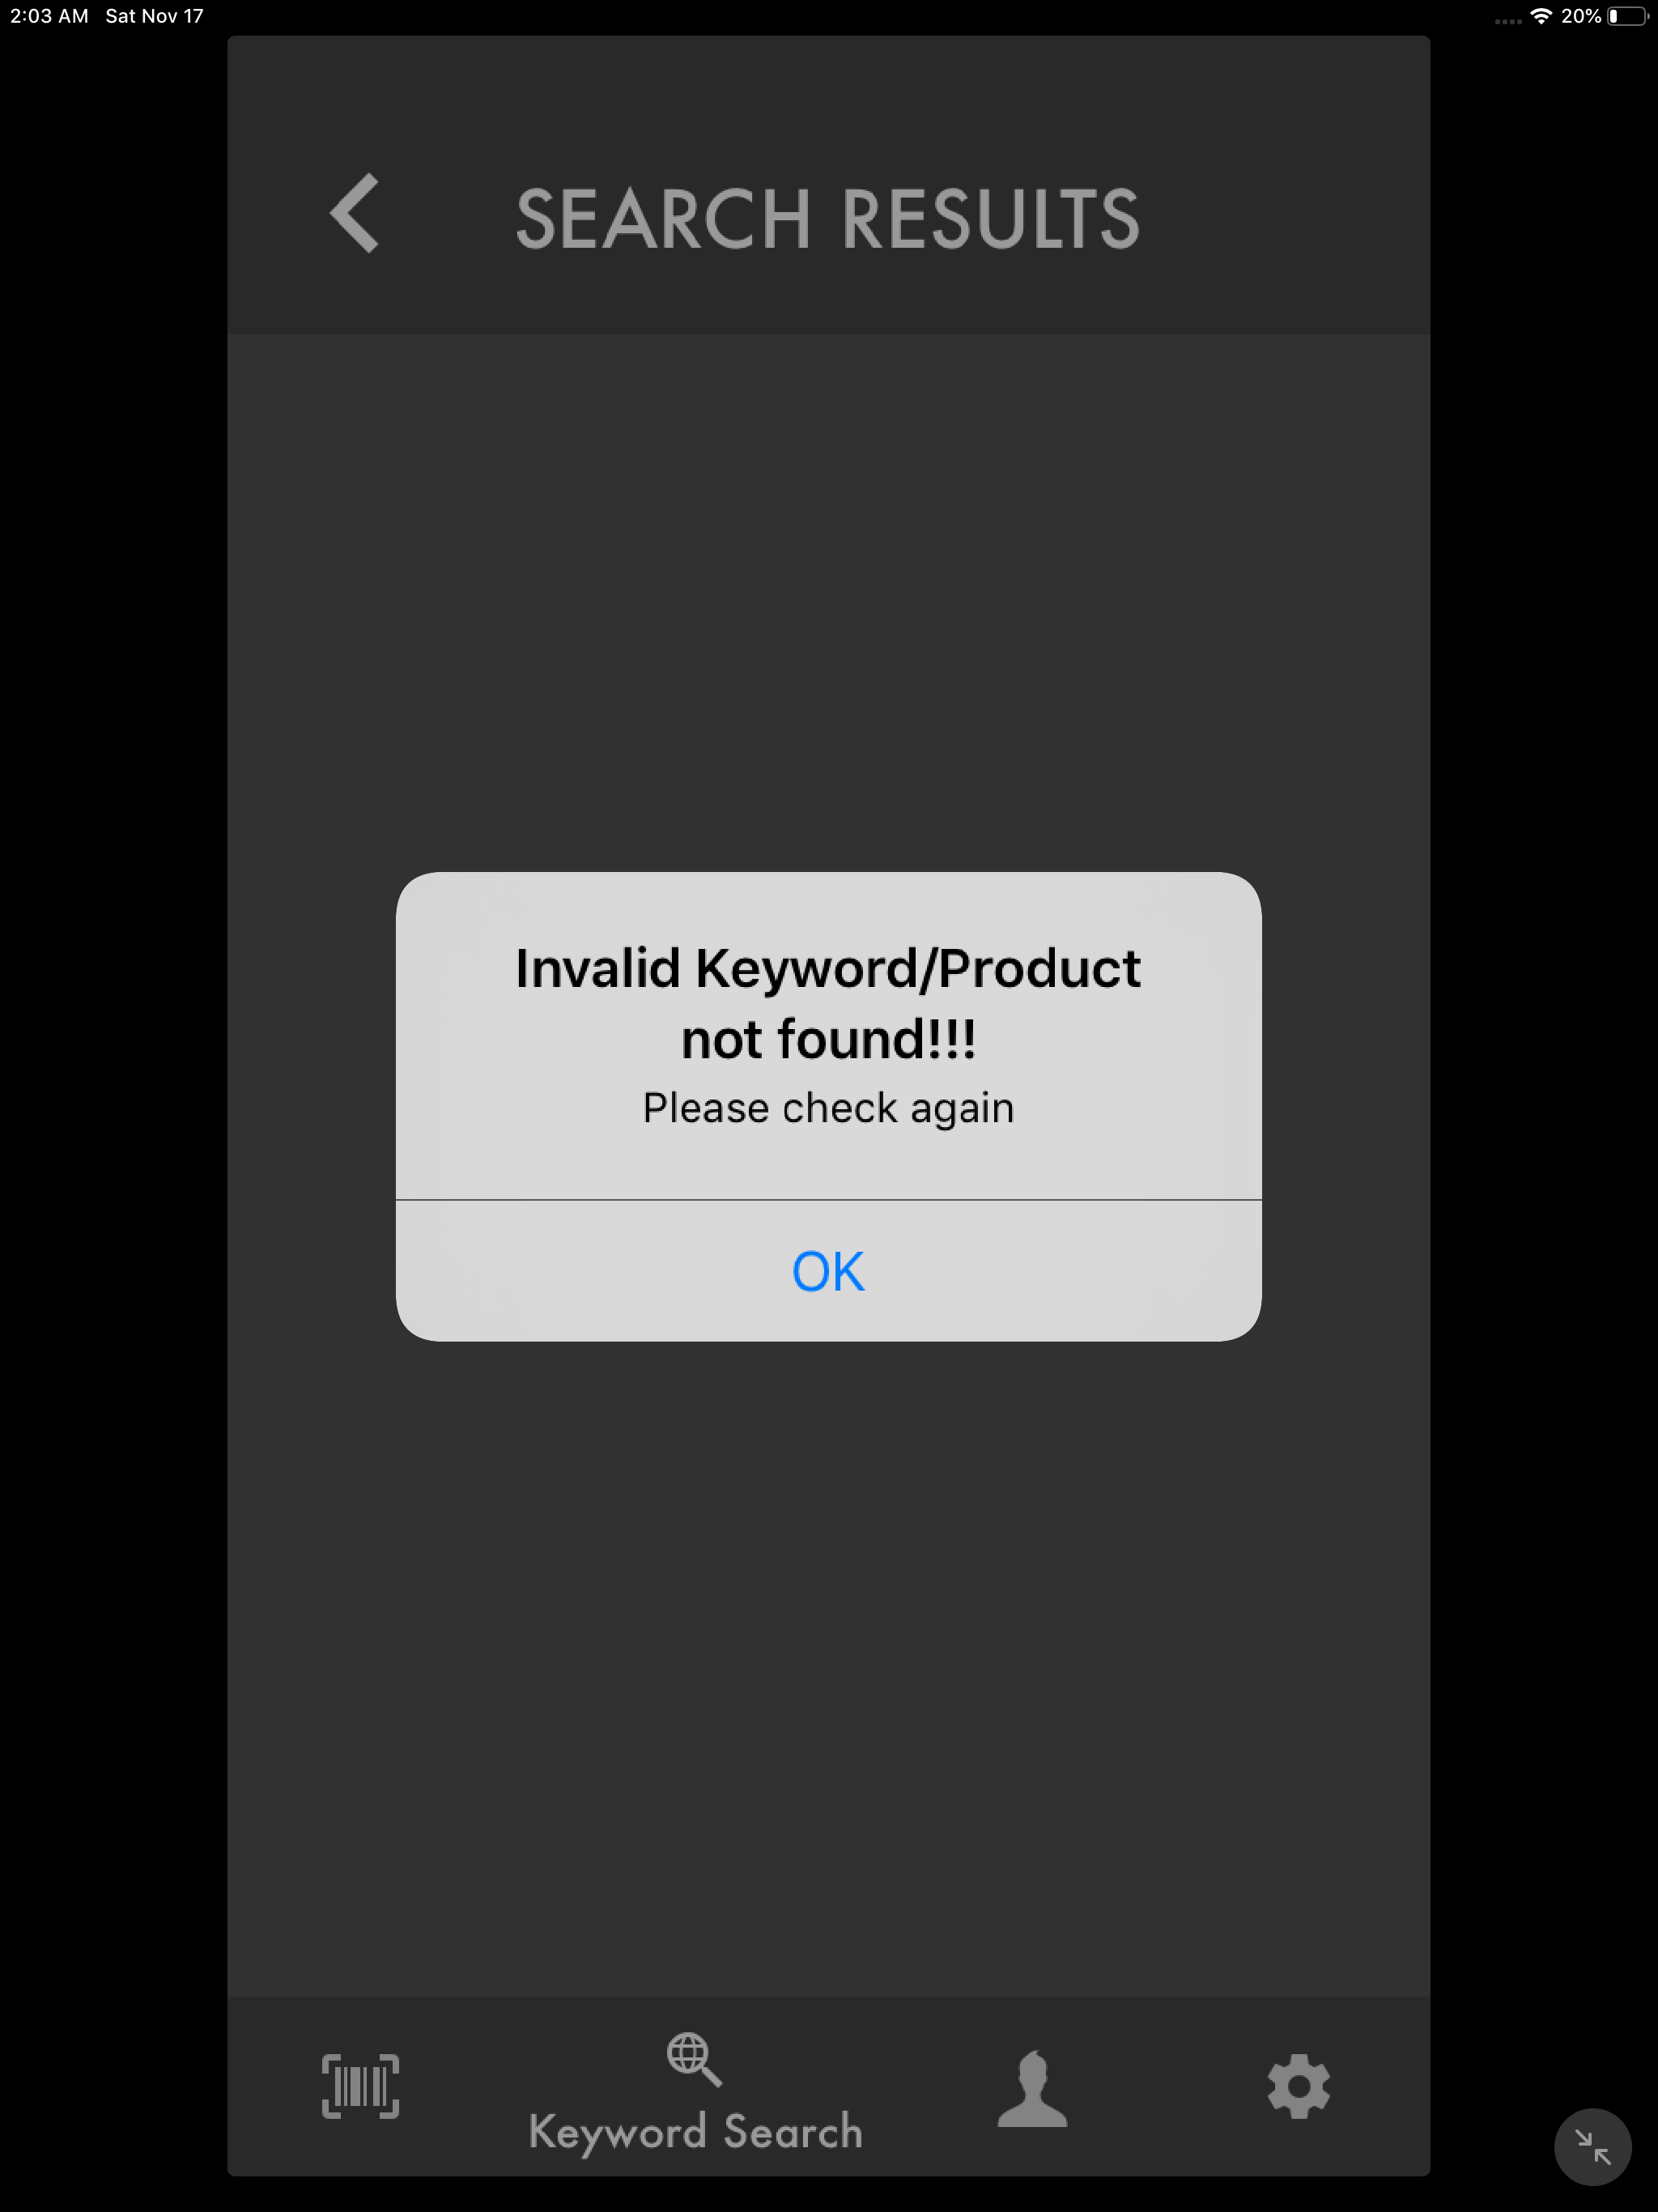 2:03 AM Sat Nov 17 20%
SEARCH RESULTS
Invalid Keyword/Product
not found!!!
Please check again
OK
Keyword Search